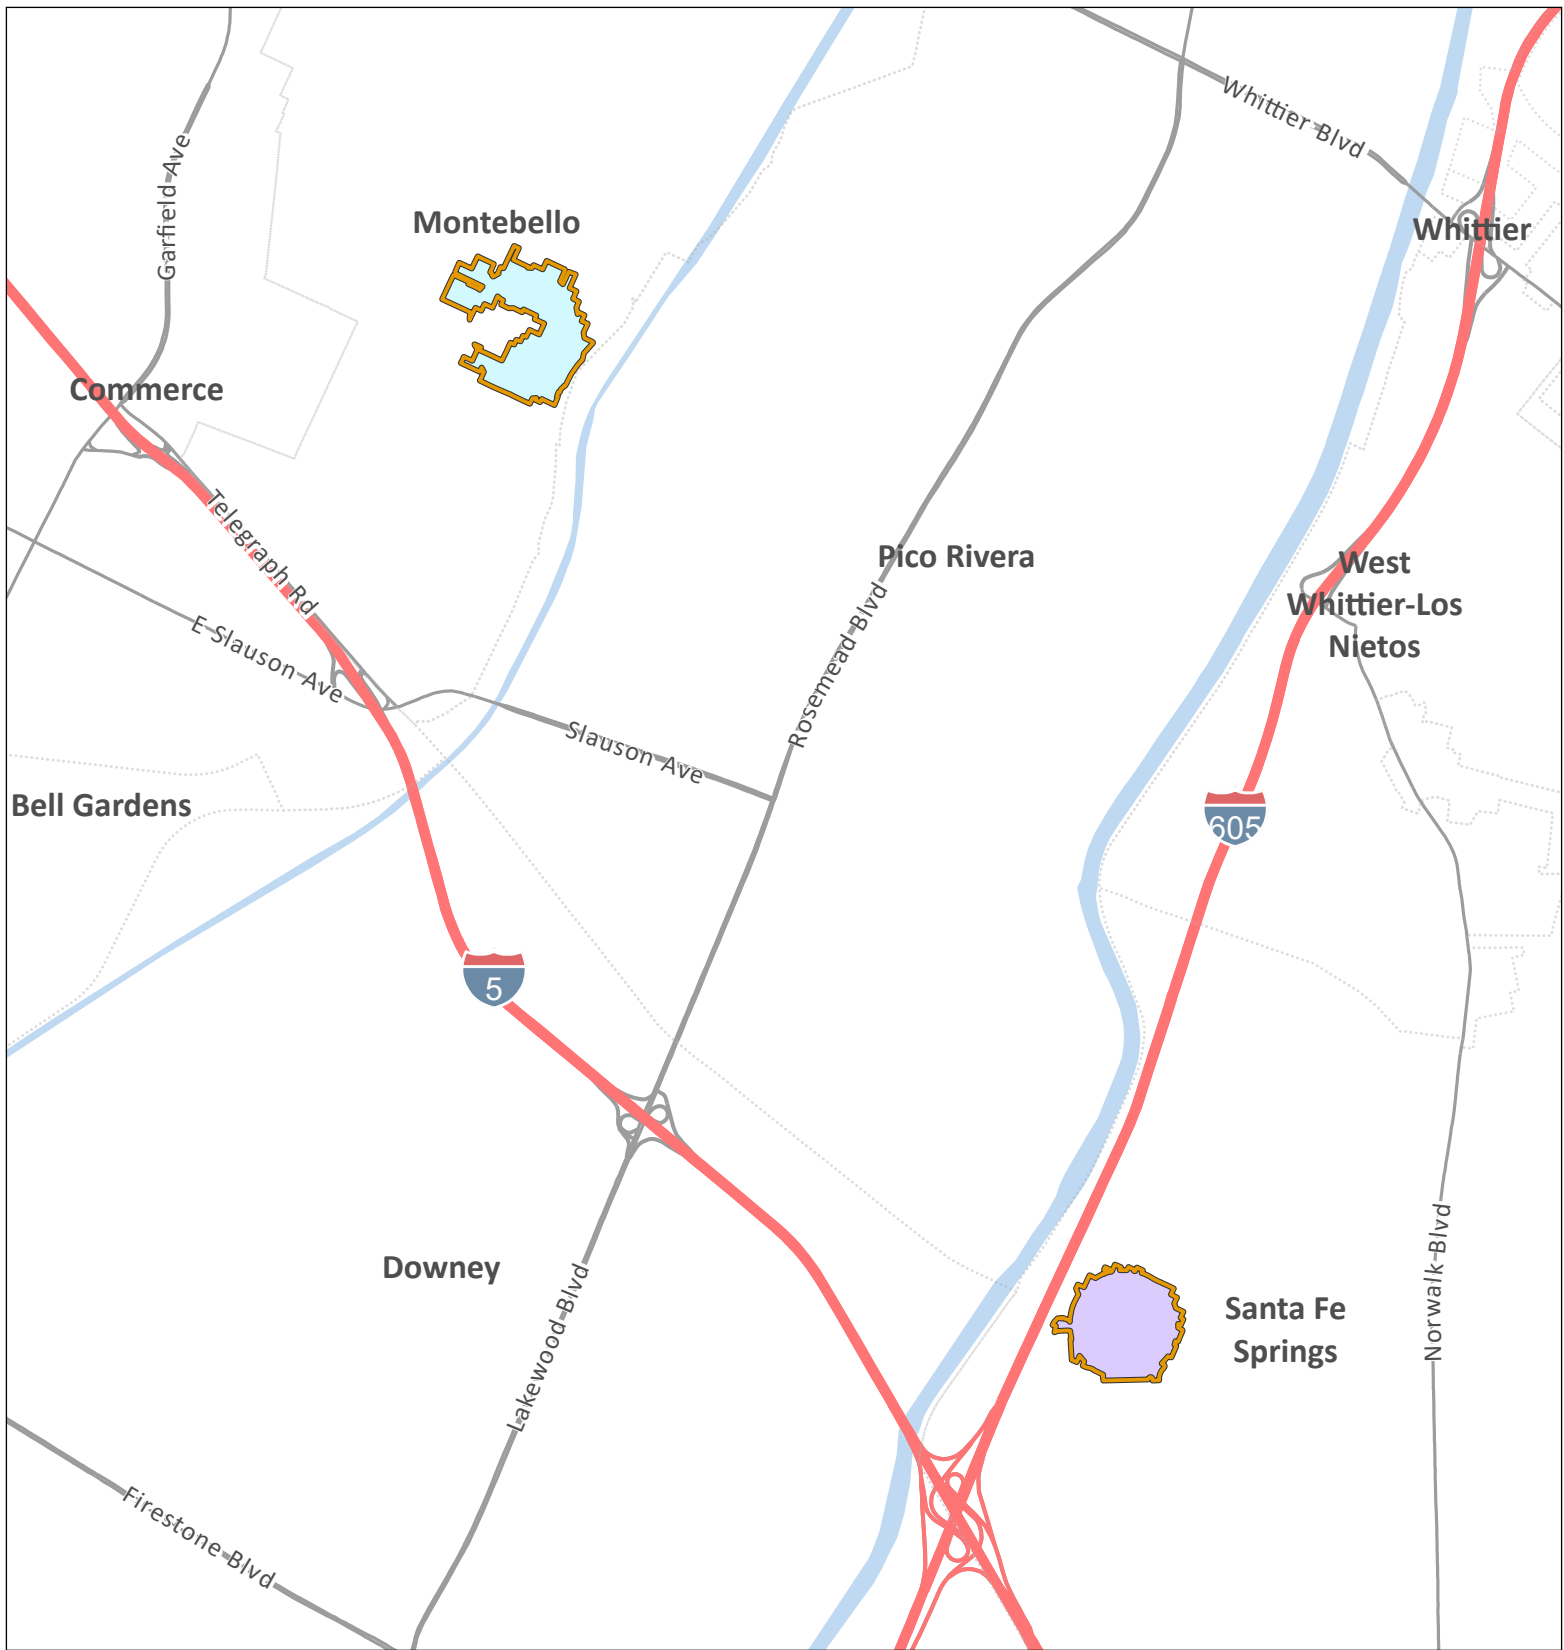 Whittier Blvd
Garfield Ave
Montebello
Whittier
Commerce
Telegraph Rd
Pico Rivera
West
Whittier-Los
Nietos
E Slauson Ave
Rosemead Blvd
Slauson Ave
Bell Gardens
605
5
Downey
Santa Fe
Springs
Norwalk Blvd
Lakewood Blvd
Firestone Blvd